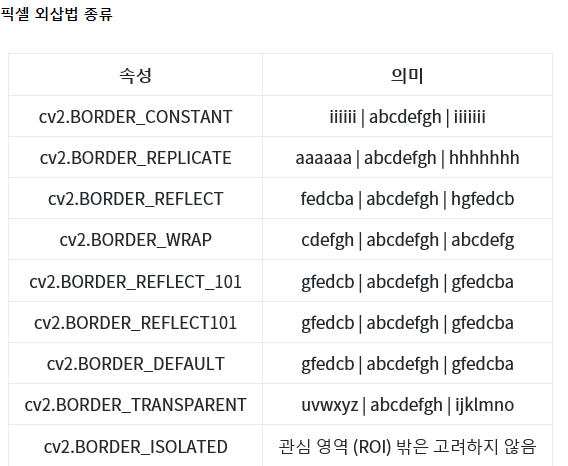 픽셀 외삽법 종류
속성 의미
cv2.BORDER_CONSTANT iiiiii | abcdefgh | iiiiiii
cv2.BORDER_REPLICATE aaaaaa | abcdefgh | hhhhhhh
cv2.BORDER_REFLECT fedcba | abcdefgh | hgfedcb
cv2.BORDER_WRAP cdefgh | abcdefgh | abcdefg
cv2.BORDER_REFLECT_101 gfedcb | abcdefgh | gfedcba
cv2.BORDER_REFLECT101 gfedcb | abcdefgh | gfedcba
cv2.BORDER_DEFAULT gfedcb | abcdefgh | gfedcba
cv2.BORDER_TRANSPARENT uvwxyz | abcdefgh | ijklmno
cv2.BORDER_ISOLATED 관심 영역 (ROI) 밖은 고려하지 않음